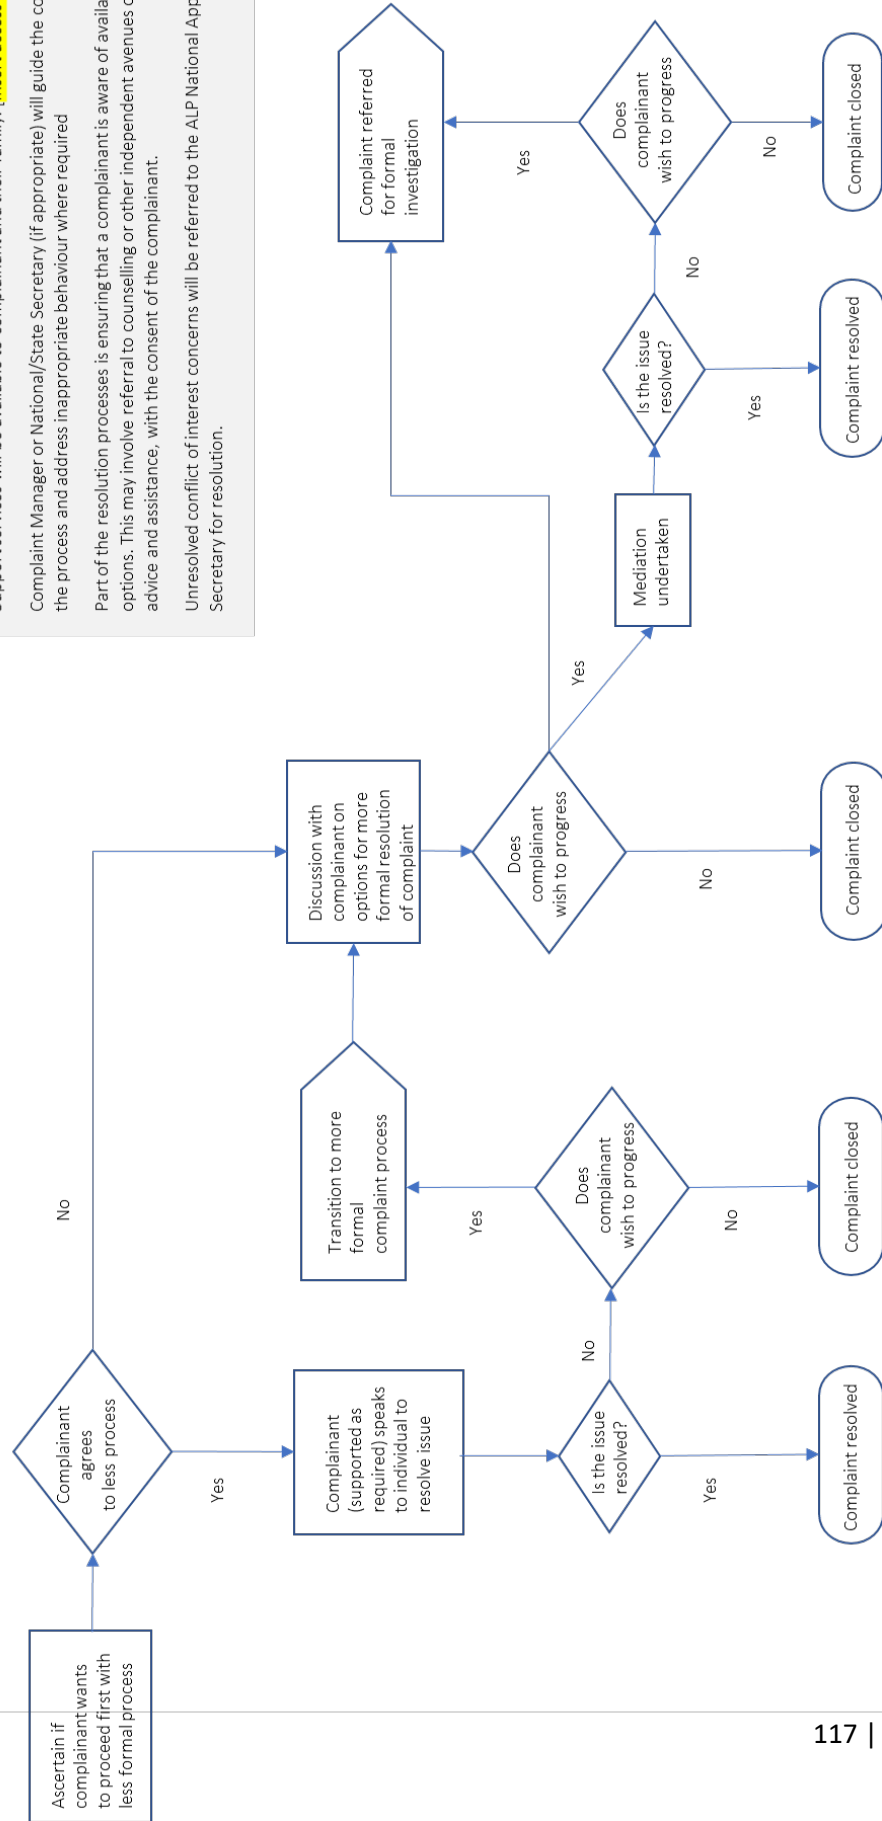 Complaint Manager or National/State Secretary (if appropriate) will guide the
the process and address inappropriate behaviour where required
Part of the resolution processes is ensuring that a complainant is aware of
options. This may involve referral to counselling or other independent avenues
advice and assistance, with the consent of the complainant.
Unresolved conflict of interest concerns will be referred to the ALP National
Secretary for resolution.
Ascertain if
complainant wants
to proceed first with
less formal process
Complainant
agrees
to less process
No
Yes
Complainant
(supported as
required) speaks
to individual to
resolve issue
Is the issue
resolved?
Yes
Complaint resolved
No
Does
complainant
wish to progress
No
Complaint closed
Yes
Transition to more
formal
complaint process
Discussion with
complainant on
options for more
formal resolution
of complaint
Does
complainant
wish to progress
No
Complaint closed
Yes
Mediation
undertaken
Is the issue
resolved?
Yes
Complaint resolved
No
Does
complainant
wish to progress
No
Complaint closed
Yes
Complaint referred
for formal
investigation
117 |